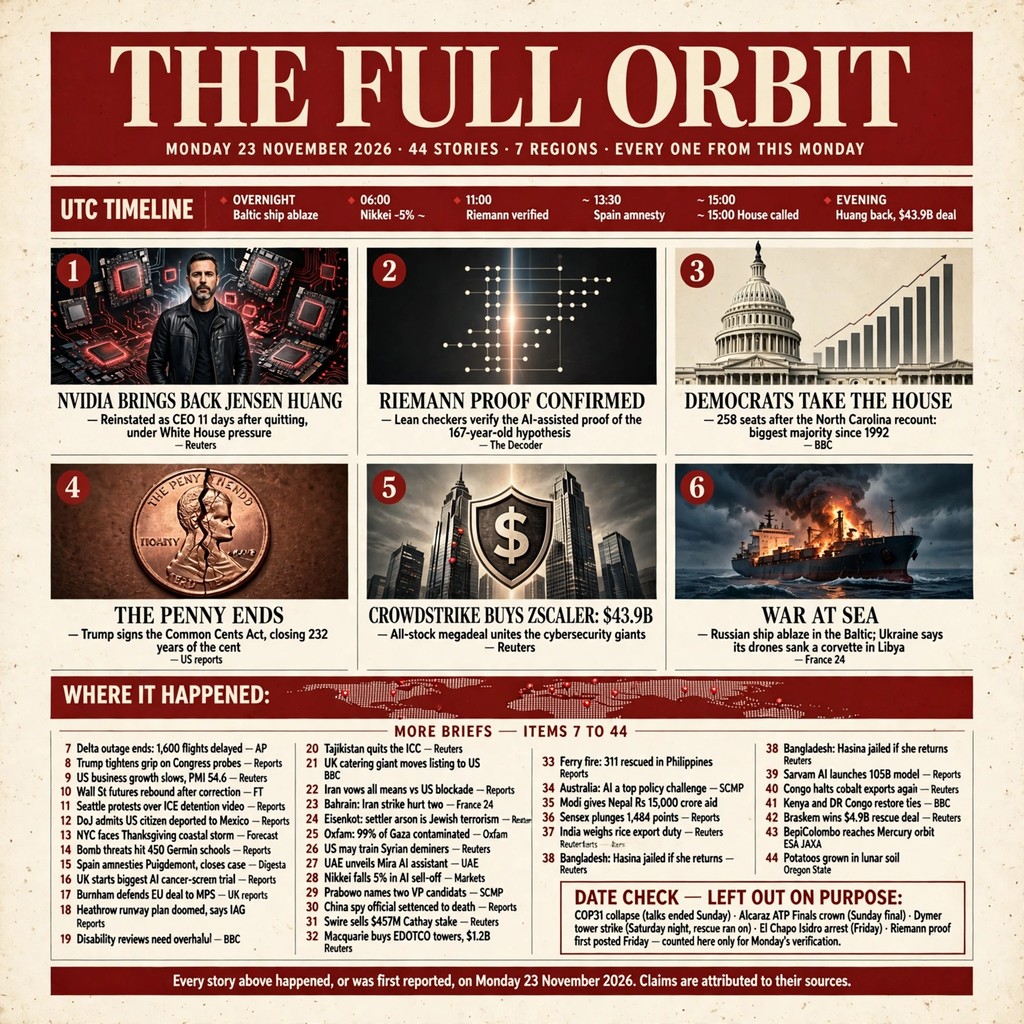 THE FULL ORBIT
MONDAY 23 NOVEMBER 2026 · 44 STORIES · 7 REGIONS · EVERY ONE FROM THIS MONDAY
UTC TIMELINE
OVERNIGHT
Baltic ship ablaze
06:00
Nikkei -5% ~
11:00
Riemann verified
~ 13:30
Spain amnesty
~ 15:00
~ 15:00 House called
EVENING
Huang back, $43.9B deal
1
NVIDIA BRINGS BACK JENSEN HUANG
— Reinstated as CEO 11 days after quitting,
under White House pressure
— Reuters
2
RIEMANN PROOF CONFIRMED
— Lean checkers verify the AI-assisted proof of the
167-year-old hypothesis
— The Decoder
3
DEMOCRATS TAKE THE HOUSE
— 258 seats after the North Carolina recount:
biggest majority since 1992
— BBC
4
THE PENY NENDO
THE PENNY ENDS
— Trump signs the Common Cents Act, closing 232
years of the cent
— US reports
5
$
CROWDSTRIKE BUYS ZSCALER: $43.9B
— All-stock megadeal unites the cybersecurity giants
— Reuters
6
WAR AT SEA
— Russian ship ablaze in the Baltic; Ukraine says
its drones sank a corvette in Libya
— France 24
WHERE IT HAPPENED:
MORE BRIEFS — ITEMS 7 TO 44
7 Delta outage ends: 1,600 flights delayed — AP
8 Trump tightens grip on Congress probes — Reports
9 US business growth slows, PMI 54.6 — Reuters
10 Wall St futures rebound after correction — FT
11 Seattle protests over ICE detention video — Reports
12 DoJ admits US citizen deported to Mexico — Reports
13 NYC faces Thanksgiving coastal storm — Forecast
14 Bomb threats hit 450 Germin schools — Reports
15 Spain amnesties Puigdemont, closes case — Digesta
16 UK starts biggest AI cancer-scrern trial — Reports
17 Burnham defends EU deal to MPS — UK reports
18 Heathrow runway plan doomed, says IAG
Reports
19 Disability reviews need overhaluI — BBC
20 Tajikistan quits the ICC — Reuters
21 UK catering giant moves listing to US
BBC
22 Iran vows all means vs US blockade — Reports
23 Bahrain: Iran strike hurt two — France 24
24 Eisenkot: settler arson is Jewish terrorism — Reuter
25 Oxfam: 99% of Gaza contaminated — Oxfam
26 US may train Syrian deminers — Reuters
27 UAE unveils Mira AI assistant — UAE
28 Nikkei falls 5% in AI sell-off — Markets
29 Prabowo names two VP candidats — SCMP
30 China spy official settenced to death — Reports
31 Swire sells $457M Cathay stake — Reuters
32 Macquarie buys EDOTCO towers, $1.2B
Reuters
33 Ferry fire: 311 rescued in Philippines
Reports
34 Australia: AI a top policy challenge — SCMP
35 Modi gives Nepal Rs 15,000 crore aid
36 Sensex plunges 1,484 points — Reports
37 India weighs rice export duty — Reuters
38 Bangladesh: Hasina jailed if she returns —
Reuters
38 Bangladesh: Hasina jailed if she returns
Reuters
39 Sarvam AI launches 105B model — Reports
40 Congo halts cobalt exports again — Reuters
41 Kenya and DR Congo restore ties — BBC
42 Braskem wins $4.9B rescue deal — Reuters
43 BepiColombo reaches Mercury orbit
ESA JAXA
44 Potatoes grown in lunar soil
Oregon State
DATE CHECK — LEFT OUT ON PURPOSE:
COP31 collapse (talks ended Sunday) · Alcaraz ATP Finals crown (Sunday final) · Dymer
tower strike (Saturday night, rescue ran on) · El Chapo Isidro arrest (Friday) · Riemann proof
first posted Friday — counted here only for Monday's verification.
Every story above happened, or was first reported, on Monday 23 November 2026. Claims are attributed to their sources.